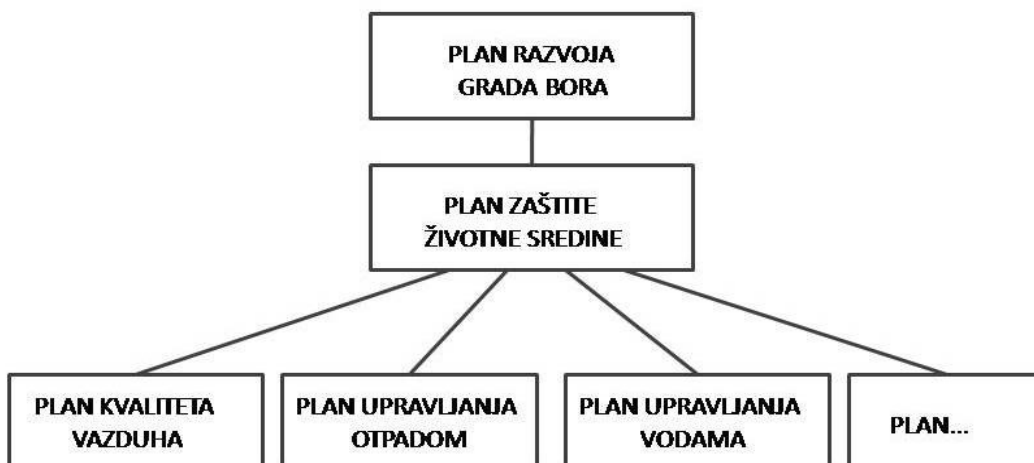 PLAN RAZVOJA
GRADA BORA
PLAN ZAŠTITE
ŽIVOTNE SREDINE
PLAN KVALITETA
VAZDUHA
PLAN UPRAVLJANJA
OTPADOM
PLAN UPRAVLJANJA
VODAMA
PLAN...